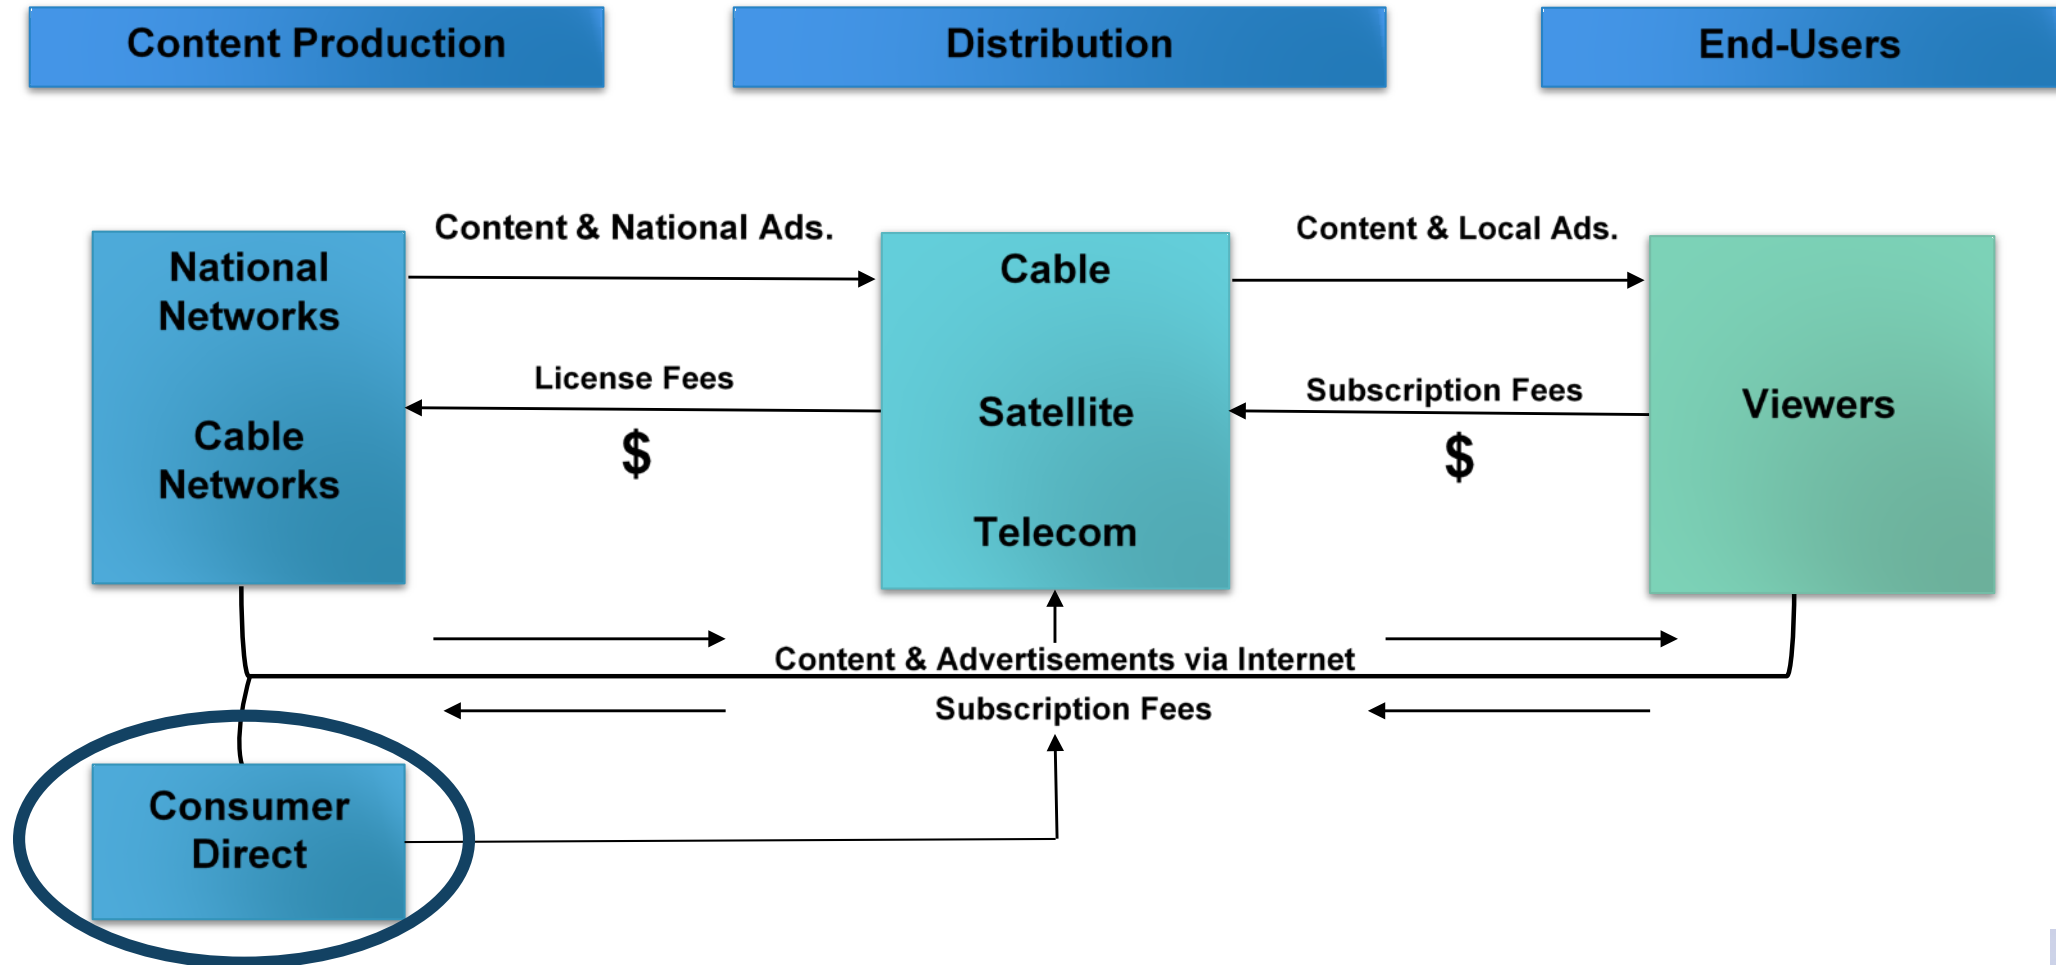 Content Production
Distribution
End-Users
Content & National Ads.
Content & Local Ads.
National
Networks
Cable
Networks
License Fees
$
Cable
Satellite
Telecom
Subscription Fees
$
Viewers
Content & Advertisements via Internet
Subscription Fees
Consumer
Direct